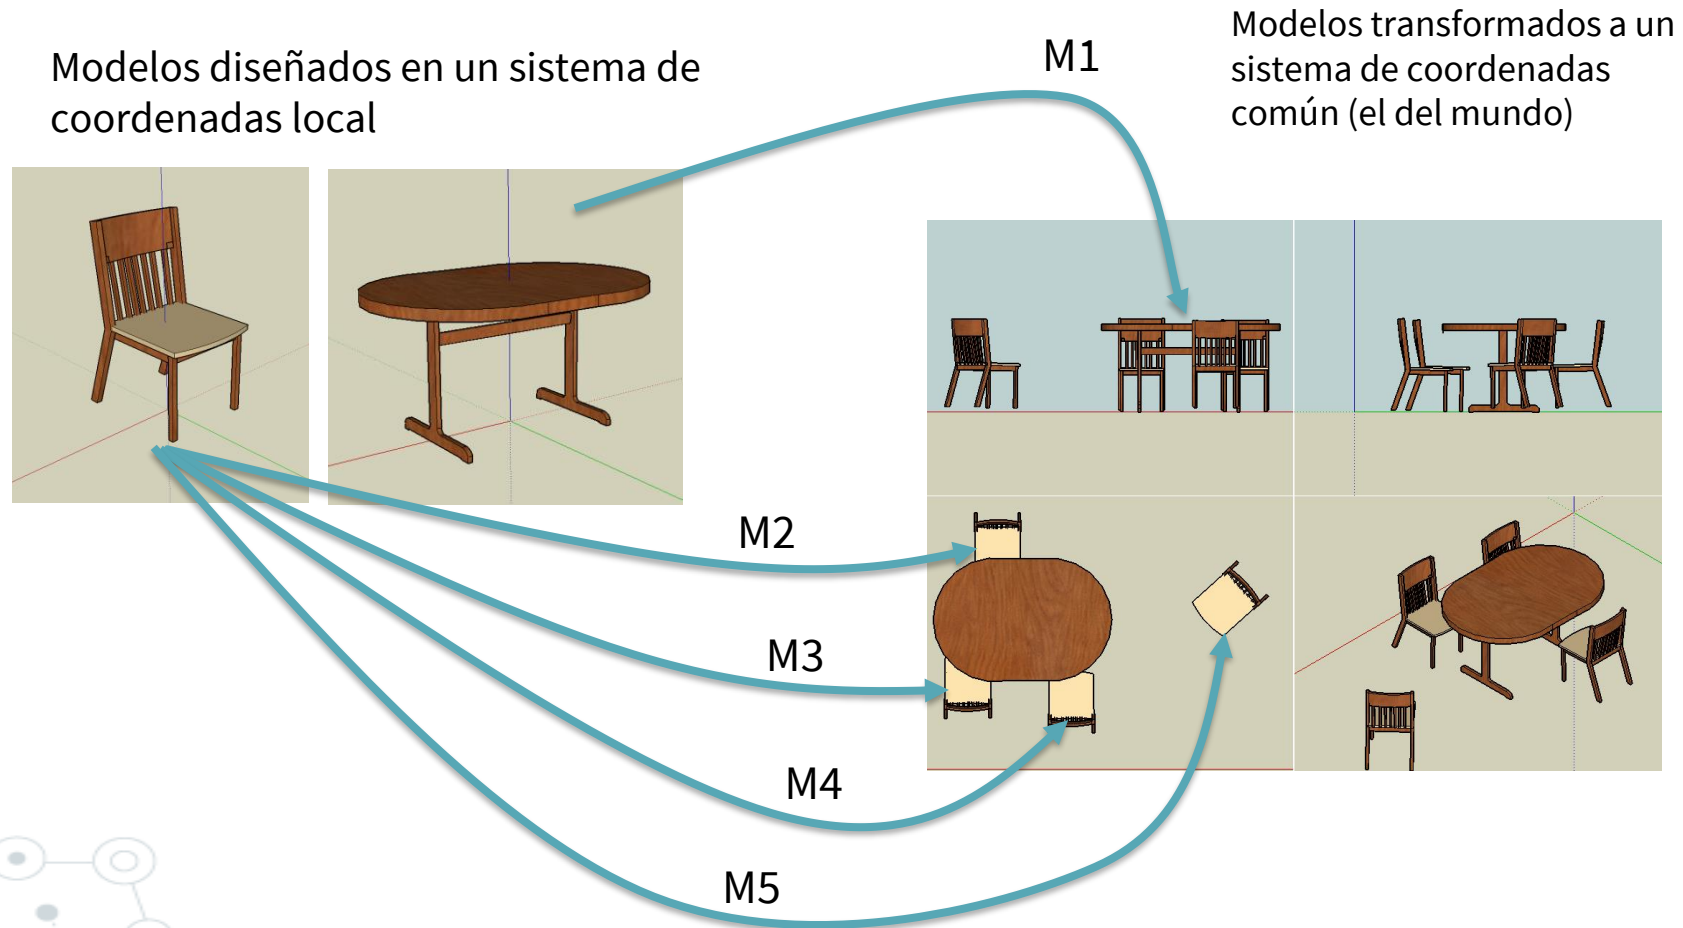 Modelos diseñados en un sistema de
coordenadas local
M1
Modelos transformados a un
sistema de coordenadas
común (el del mundo)
M2
M3
M4
M5